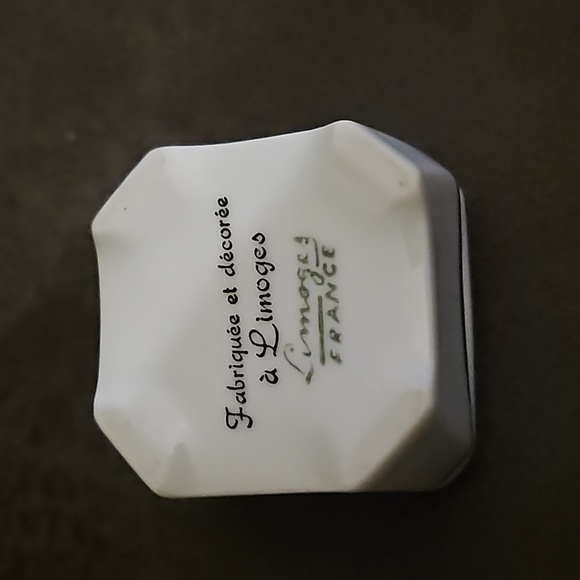 Fabriquée et décorée
à Limoges
Limoges
FRANCE